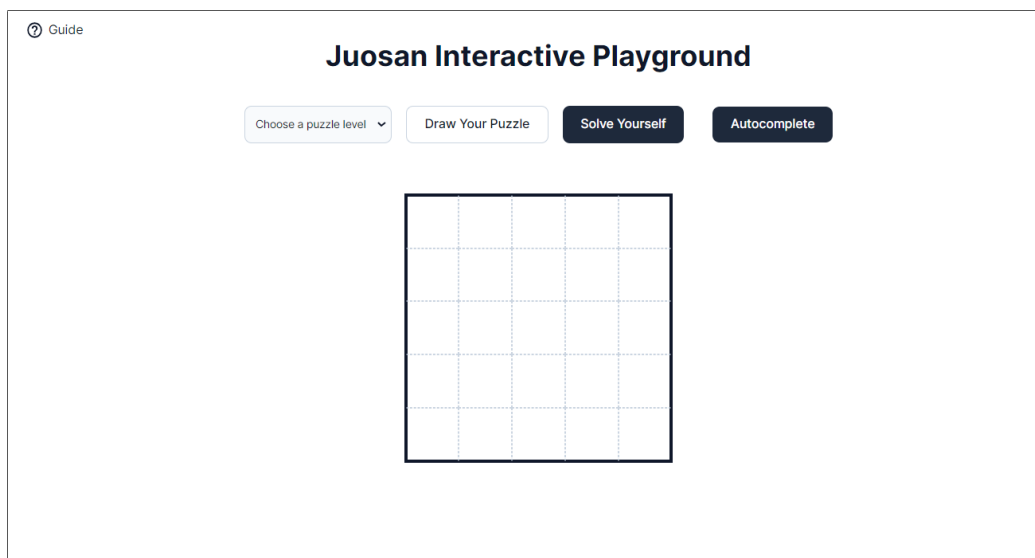 Guide
Juosan Interactive Playground
Choose a puzzle level
Draw Your Puzzle
Solve Yourself
Autocomplete